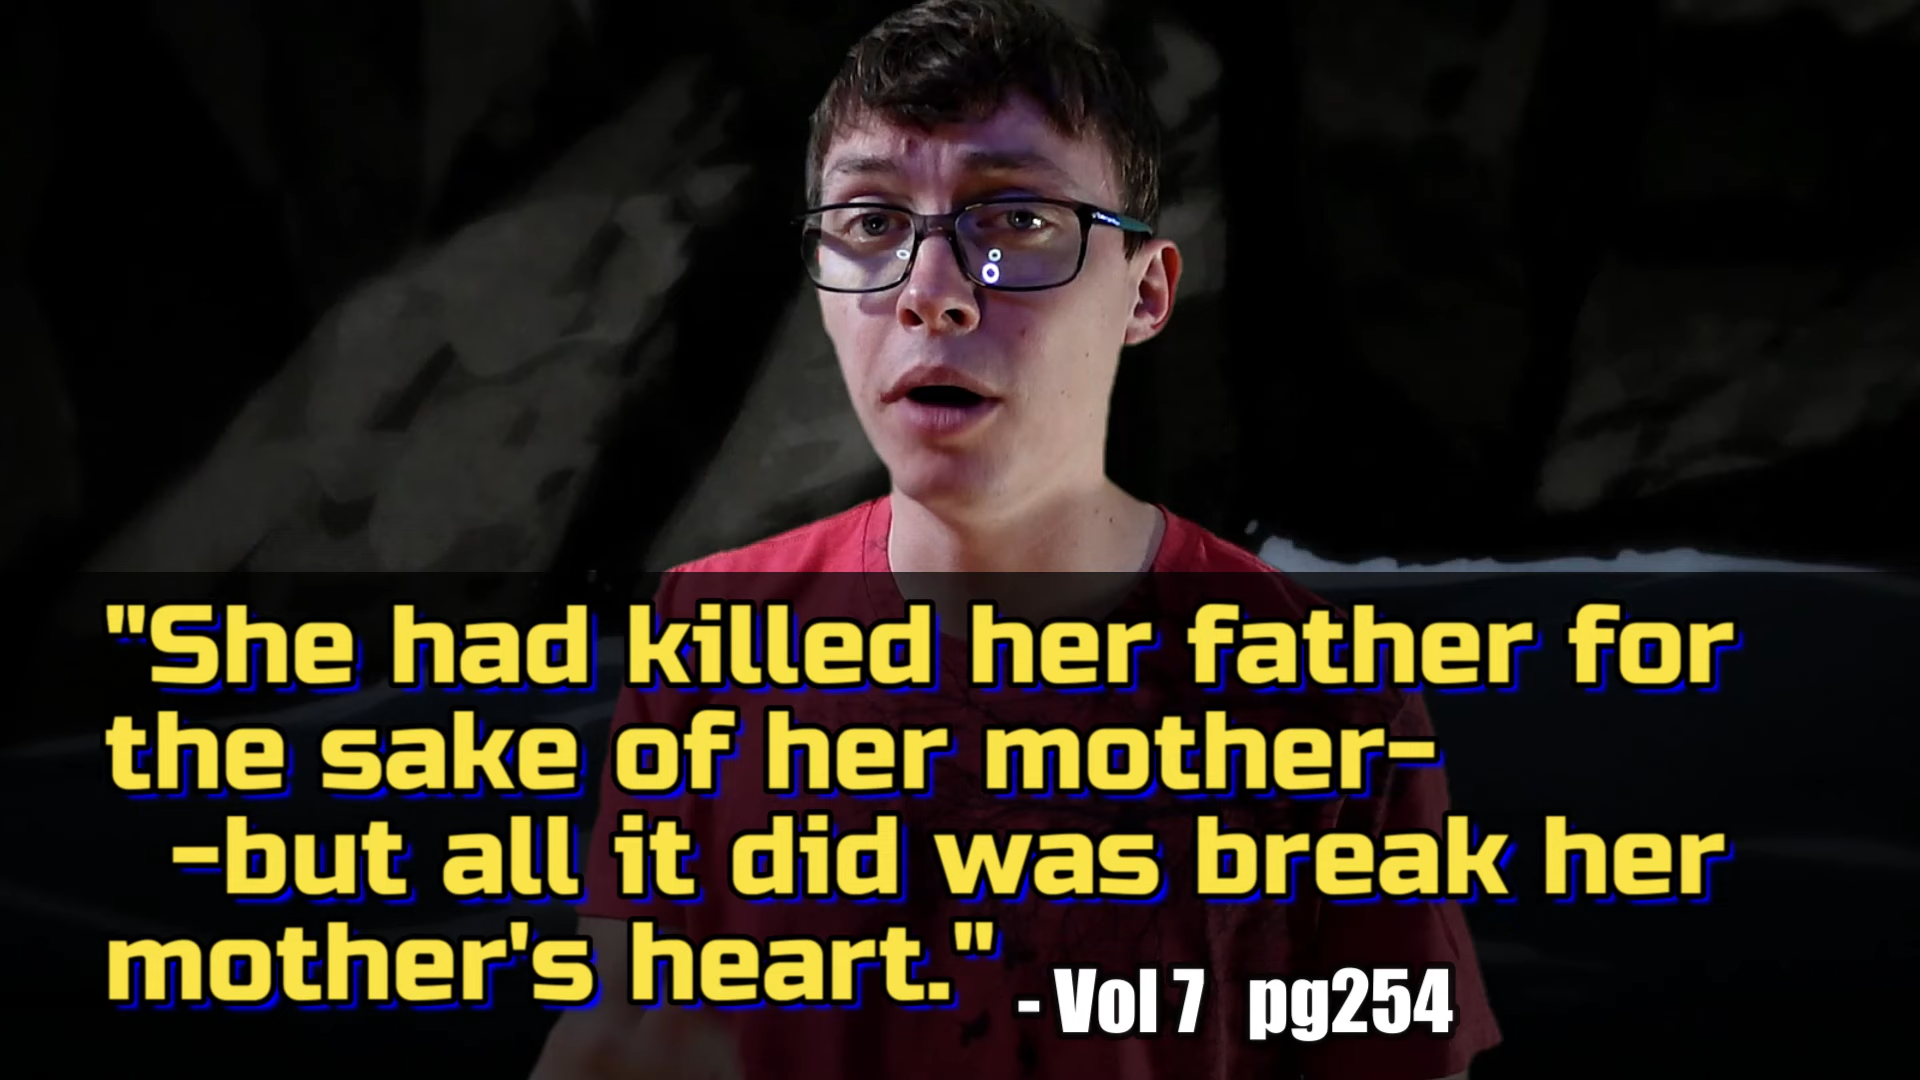 "She had killed her father for
the sake of her mother-
-but all it did was break her
mother's heart."
- Vol 7 pg254